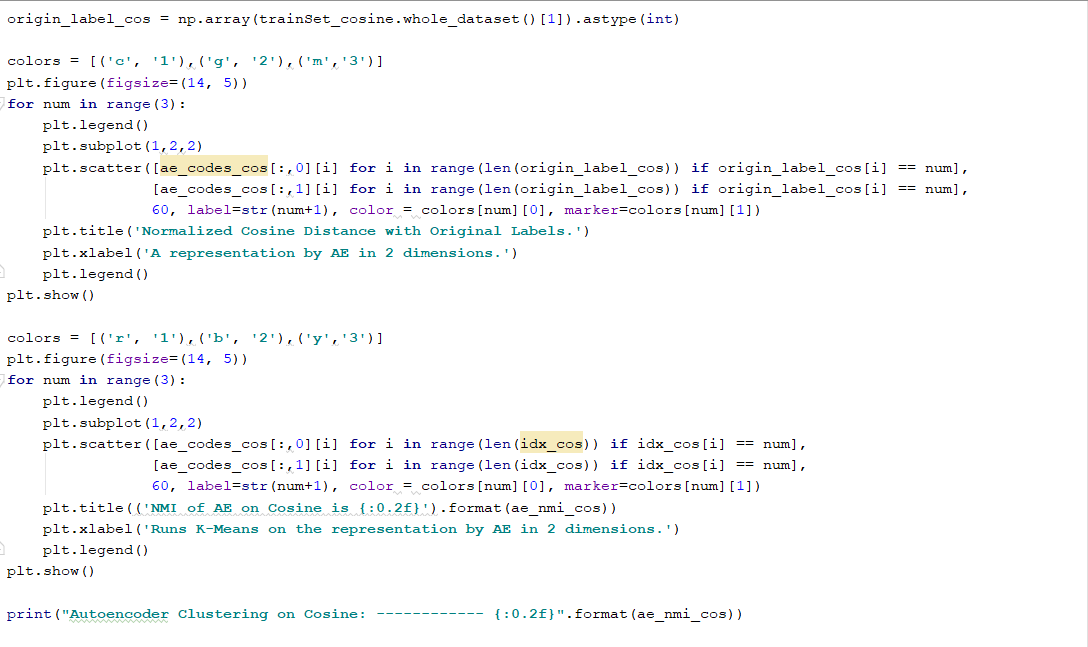 origin_label_cos = np.array(trainSet_cosine.whole_dataset()[1]).astype(int)
colors = [('c', '1'),('g', '2'),('m','3')]
plt.figure(figsize=(14, 5))
for num in range(3):
    plt.legend()
    plt.subplot(1,2,2)
    plt.scatter([ae_codes_cos[:,0][i] for i in range(len(origin_label_cos)) if origin_label_cos[i] == num],
                [ae_codes_cos[:,1][i] for i in range(len(origin_label_cos)) if origin_label_cos[i] == num],
                60, label=str(num+1), color = colors[num][0], marker=colors[num][1])
    plt.title('Normalized Cosine Distance with Original Labels.')
    plt.xlabel('A representation by AE in 2 dimensions.')
    plt.legend()
plt.show()
colors = [('r', '1'),('b', '2'),('y','3')]
plt.figure(figsize=(14, 5))
for num in range(3):
    plt.legend()
    plt.subplot(1,2,2)
    plt.scatter([ae_codes_cos[:,0][i] for i in range(len(idx_cos)) if idx_cos[i] == num],
                [ae_codes_cos[:,1][i] for i in range(len(idx_cos)) if idx_cos[i] == num],
                60, label=str(num+1), color = colors[num][0], marker=colors[num][1])
    plt.title(('NMI of AE on Cosine is {:0.2f}').format(ae_nmi_cos))
    plt.xlabel('Runs K-Means on the representation by AE in 2 dimensions.')
    plt.legend()
plt.show()
print("Autoencoder Clustering on Cosine: ------------ {:0.2f}".format(ae_nmi_cos))